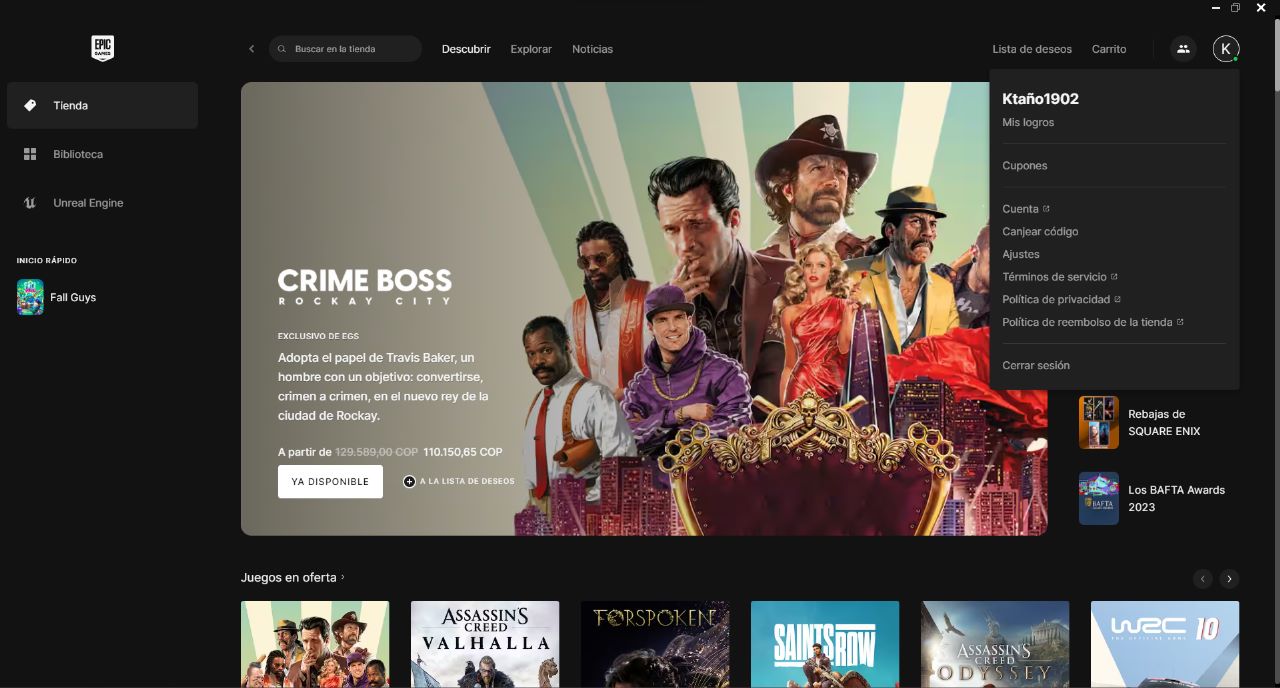 EPIC
GAMES
Buscar en la tienda
Descubrir
Explorar
Noticias
Lista de deseos
Carrito
K
Tienda
Biblioteca
Unreal Engine
INICIO RÁPIDO
Fall Guys
Ktaño1902
Mis logros
Cupones
Cuenta
Canjear código
Ajustes
Términos de servicio
Política de privacidad
Política de reembolso de la tienda
Cerrar sesión
CRIME BOSS
ROCKAY CITY
EXCLUSIVO DE EGS
Adopta el papel de Travis Baker, un
hombre con un objetivo: convertirse,
crimen a crimen, en el nuevo rey de la
ciudad de Rockay.
A partir de 129.589,00 COP 110.150,65 COP
YA DISPONIBLE
A LA LISTA DE DESEOS
Rebajas de
SQUARE ENIX
BAFTA
Los BAFTA Awards
2023
Juegos en oferta
ASSASSIN'S
CREED
VALHALLA
FORSPOKEN
SAINTS ROW
ASSASSIN'S
CREED
ODYSSEY
WRC 10